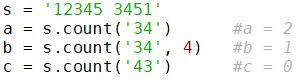 s = '12345 3451'
a = s.count('34') #a = 2
b = s.count('34', 4) #b = 1
c = s.count('43') #c = 0